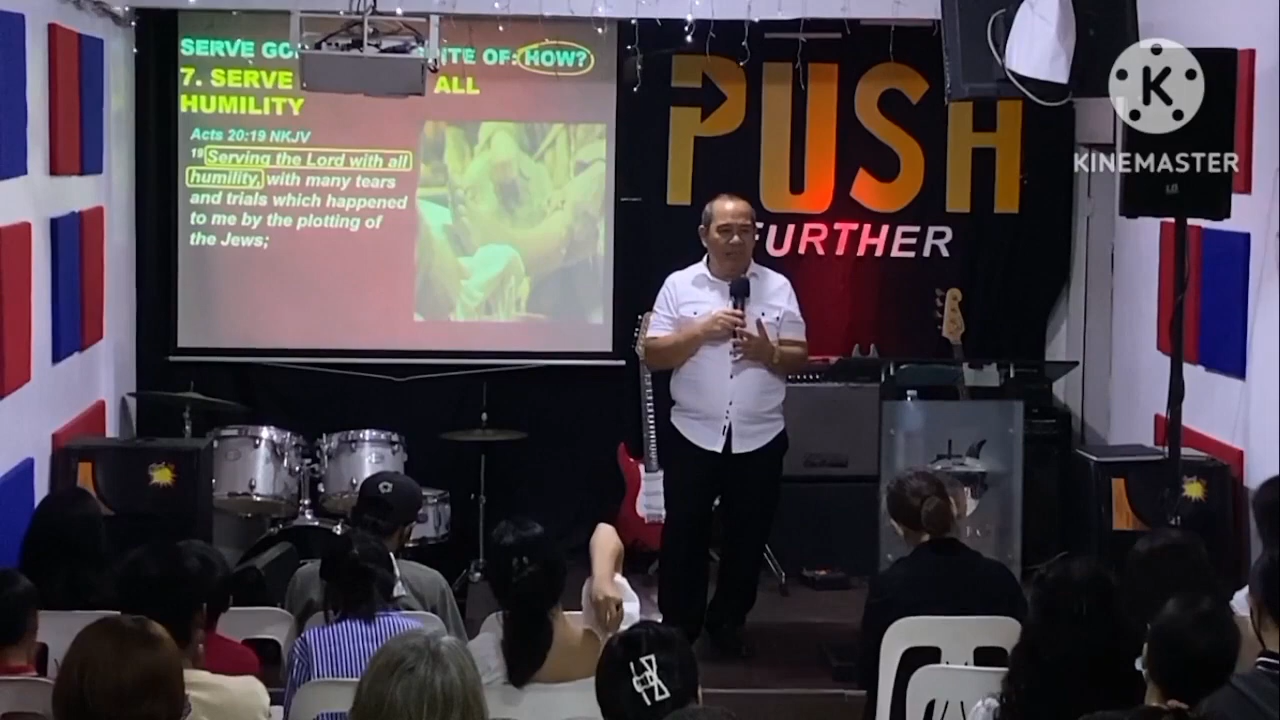 SERVE GO ITE OF: HOW?
7. SERVE ALL
HUMILITY
Acts 20:19 NKJV
19 Serving the Lord with all
humility, with many tears
and trials which happened
to me by the plotting of
the Jews;
PUSH
FURTHER
K
KINEMASTER